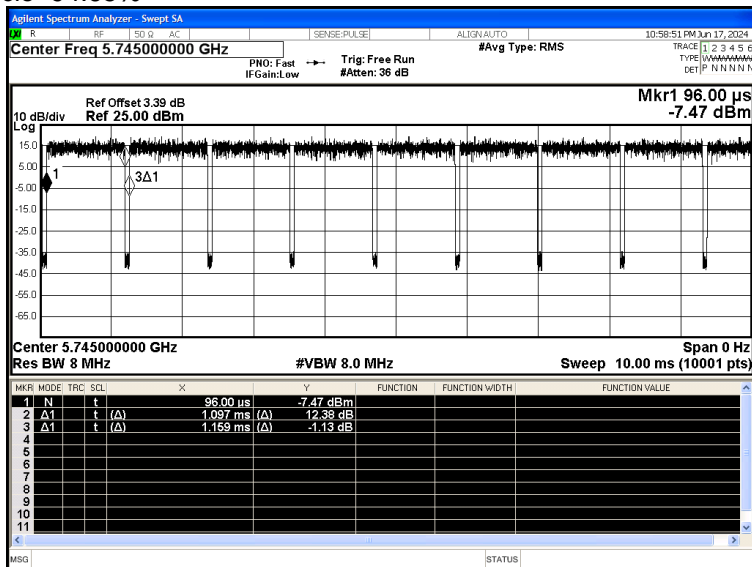 Agilent Spectrum Analyzer - Swept SA
LXI R RF 50 Ω AC SENSE:PULSE ALIGN AUTO 10:58:51 PM Jun 17, 2024
Center Freq 5.745000000 GHz
PNO: Fast
IFGain:Low
Trig: Free Run
#Atten: 36 dB
#Avg Type: RMS
TRACE 1 2 3 4 5 6
TYPE
DET P N N N N N
Mkr1 96.00 µs
-7.47 dBm
Ref Offset 3.39 dB
10 dB/div Ref 25.00 dBm
Log
15.0
5.00
-5.00
-15.0
-25.0
-35.0
-45.0
-55.0
-65.0
1
3Δ1
Center 5.745000000 GHz Span 0 Hz
Res BW 8 MHz #VBW 8.0 MHz Sweep 10.00 ms (10001 pts)
MKR MODE TRC SCL X Y FUNCTION FUNCTION WIDTH FUNCTION VALUE
1 N t 96.00 µs -7.47 dBm
2 Δ1 t (Δ) 1.097 ms (Δ) 12.38 dB
3 Δ1 t (Δ) 1.159 ms (Δ) -1.13 dB
4
5
6
7
8
9
10
11
MSG STATUS